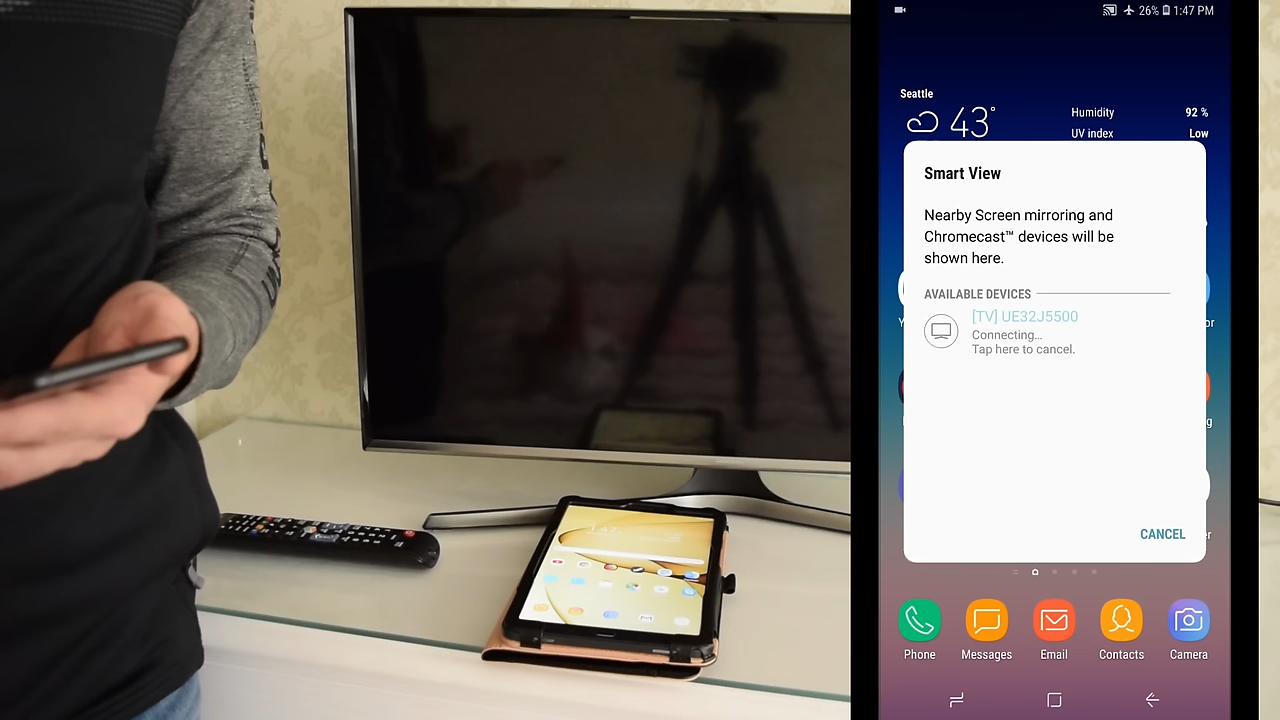 26% 1:47 PM
Seattle
43°
Humidity 92 %
UV index Low
Smart View
Nearby Screen mirroring and
Chromecast™ devices will be
shown here.
AVAILABLE DEVICES
[TV] UE32J5500
Connecting...
Tap here to cancel.
CANCEL
Phone
Messages
Email
Contacts
Camera